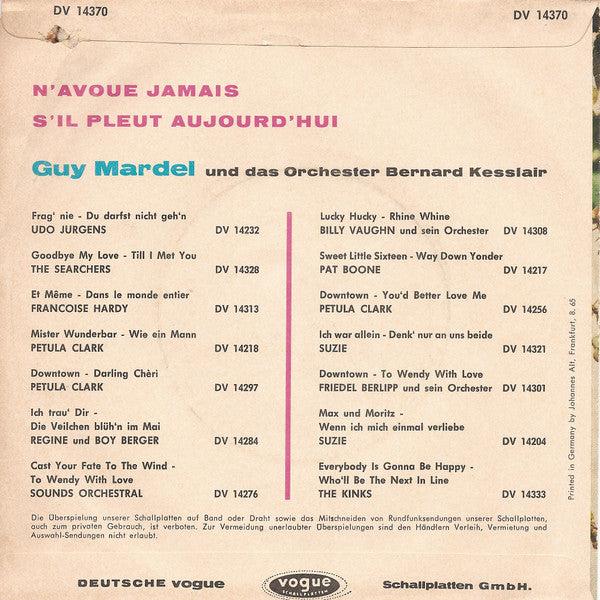 DV 14370
DV 14370
N'AVOUE JAMAIS
S'IL PLEUT AUJOURD'HUI
Guy Mardel und das Orchester Bernard Kesslair
Frag' nie - Du darfst nicht geh'n
UDO JURGENS DV 14232
Goodbye My Love - Till I Met You
THE SEARCHERS DV 14328
Et Même - Dans le monde entier
FRANCOISE HARDY DV 14313
Mister Wunderbar - Wie ein Mann
PETULA CLARK DV 14218
Downtown - Darling Chèri
PETULA CLARK DV 14297
Ich trau' Dir -
Die Veilchen blüh'n im Mai
REGINE und BOY BERGER DV 14284
Cast Your Fate To The Wind -
To Wendy With Love
SOUNDS ORCHESTRAL DV 14276
Lucky Hucky - Rhine Whine
BILLY VAUGHN und sein Orchester DV 14308
Sweet Little Sixteen - Way Down Yonder
PAT BOONE DV 14217
Downtown - You'd Better Love Me
PETULA CLARK DV 14256
Ich war allein - Denk' nur an uns beide
SUZIE DV 14321
Downtown - To Wendy With Love
FRIEDEL BERLIPP und sein Orchester DV 14301
Max und Moritz -
Wenn ich mich einmal verliebe
SUZIE DV 14204
Everybody Is Gonna Be Happy -
Who'll Be The Next In Line
THE KINKS DV 14333
Printed in Germany by Johannes Alt, Frankfurt, 8. 65
Die Überspielung unserer Schallplatten auf Band oder Draht sowie das Mitschneiden von Rundfunksendungen unserer Schallplatten,
auch zum privaten Gebrauch, ist verboten. Zur Vermeidung unerlaubter Überspielungen sind den Händlern Verleih, Vermietung und
Auswahl-Sendungen nicht erlaubt.
DEUTSCHE vogue
vogue
SCHALLPLATTEN
Schallplatten GmbH.